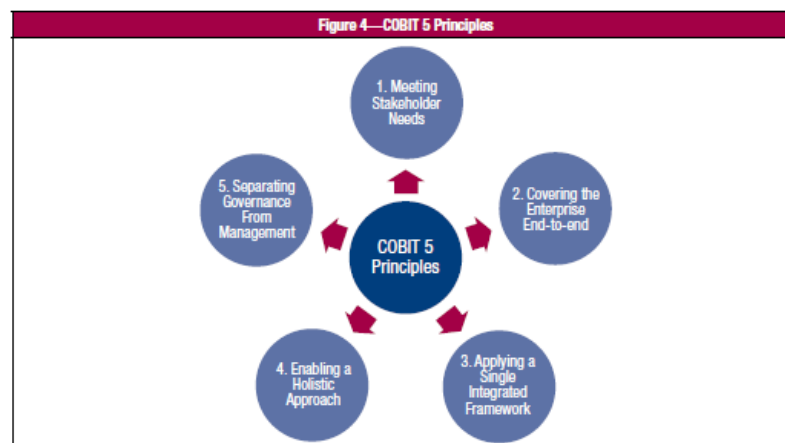 Figure 4—COBIT 5 Principles
1. Meeting
Stakeholder
Needs
5. Separating
Governance
From
Management
2. Covering the
Enterprise
End-to-end
COBIT 5
Principles
4. Enabling a
Holistic
Approach
3. Applying a
Single
Integrated
Framework